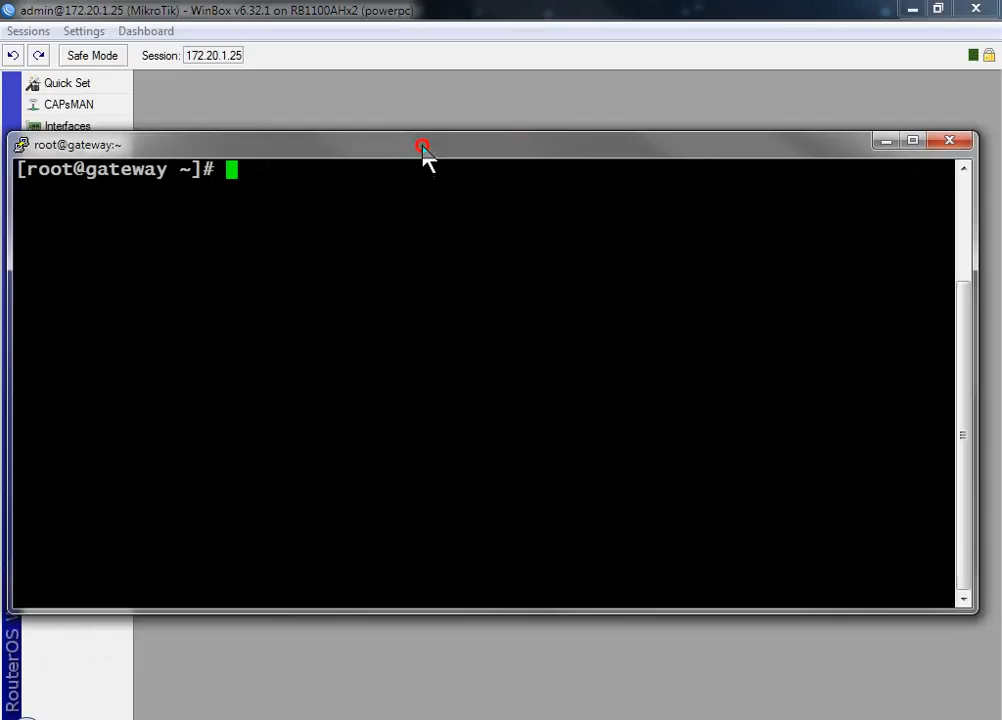 admin@172.20.1.25 (MikroTik) - WinBox v6.32.1 on RB1100AHx2 (powerpc)
Sessions Settings Dashboard
Safe Mode Session: 172.20.1.25
Quick Set
CAPsMAN
Interfaces
root@gateway:~
[root@gateway ~]#
RouterOS